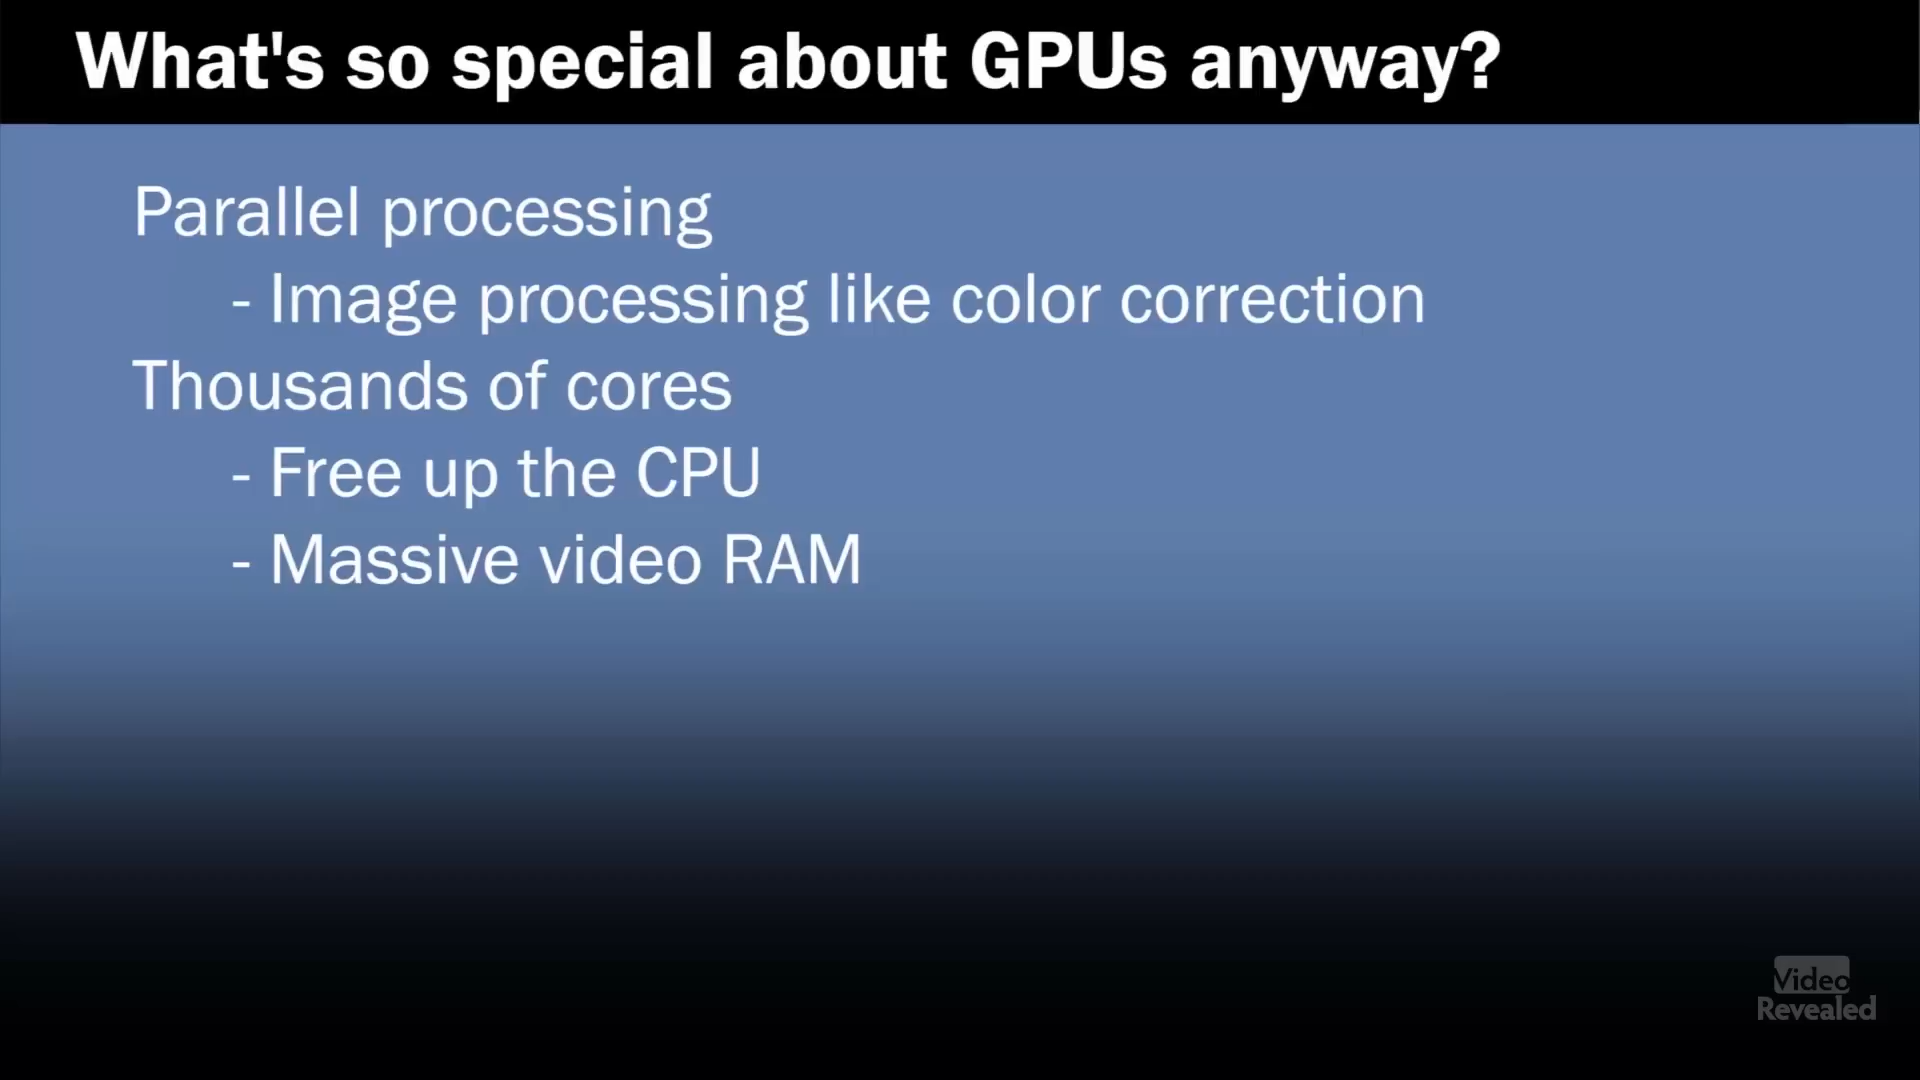 What's so special about GPUs anyway?
Parallel processing
- Image processing like color correction
Thousands of cores
- Free up the CPU
- Massive video RAM
Video
Revealed